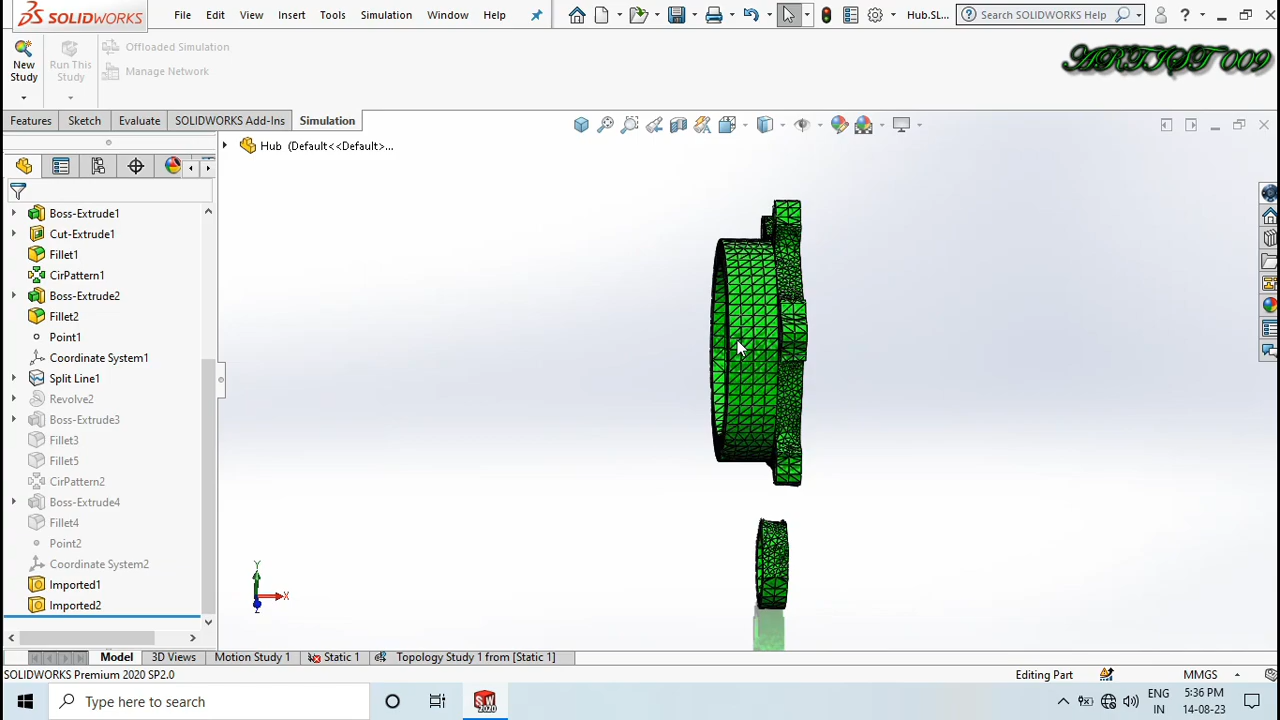 SOLIDWORKS File Edit View Insert Tools Simulation Window Help Hub.SL... Search SOLIDWORKS Help ?
New Study Run This Study Offloaded Simulation
Manage Network
ARTIST 009
Features Sketch Evaluate SOLIDWORKS Add-Ins Simulation
Hub (Default<<Default>...
Boss-Extrude1
Cut-Extrude1
Fillet1
CirPattern1
Boss-Extrude2
Fillet2
Point1
Coordinate System1
Split Line1
Revolve2
Boss-Extrude3
Fillet3
Fillet5
CirPattern2
Boss-Extrude4
Fillet4
Point2
Coordinate System2
Imported1
Imported2
Y
X
Z
Model 3D Views Motion Study 1 Static 1 Topology Study 1 from [Static 1]
SOLIDWORKS Premium 2020 SP2.0 Editing Part MMGS
Type here to search SW 2020 ENG 5:36 PM
IN 14-08-23